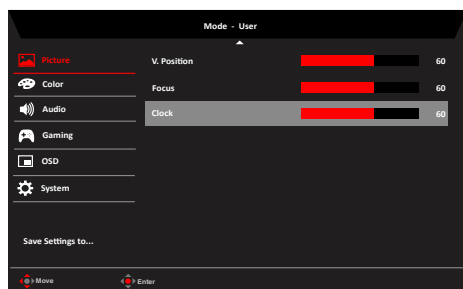 Mode - User
Picture
Color
Audio
Gaming
OSD
System
Save Settings to...
V. Position 60
Focus 60
Clock 60
Move Enter